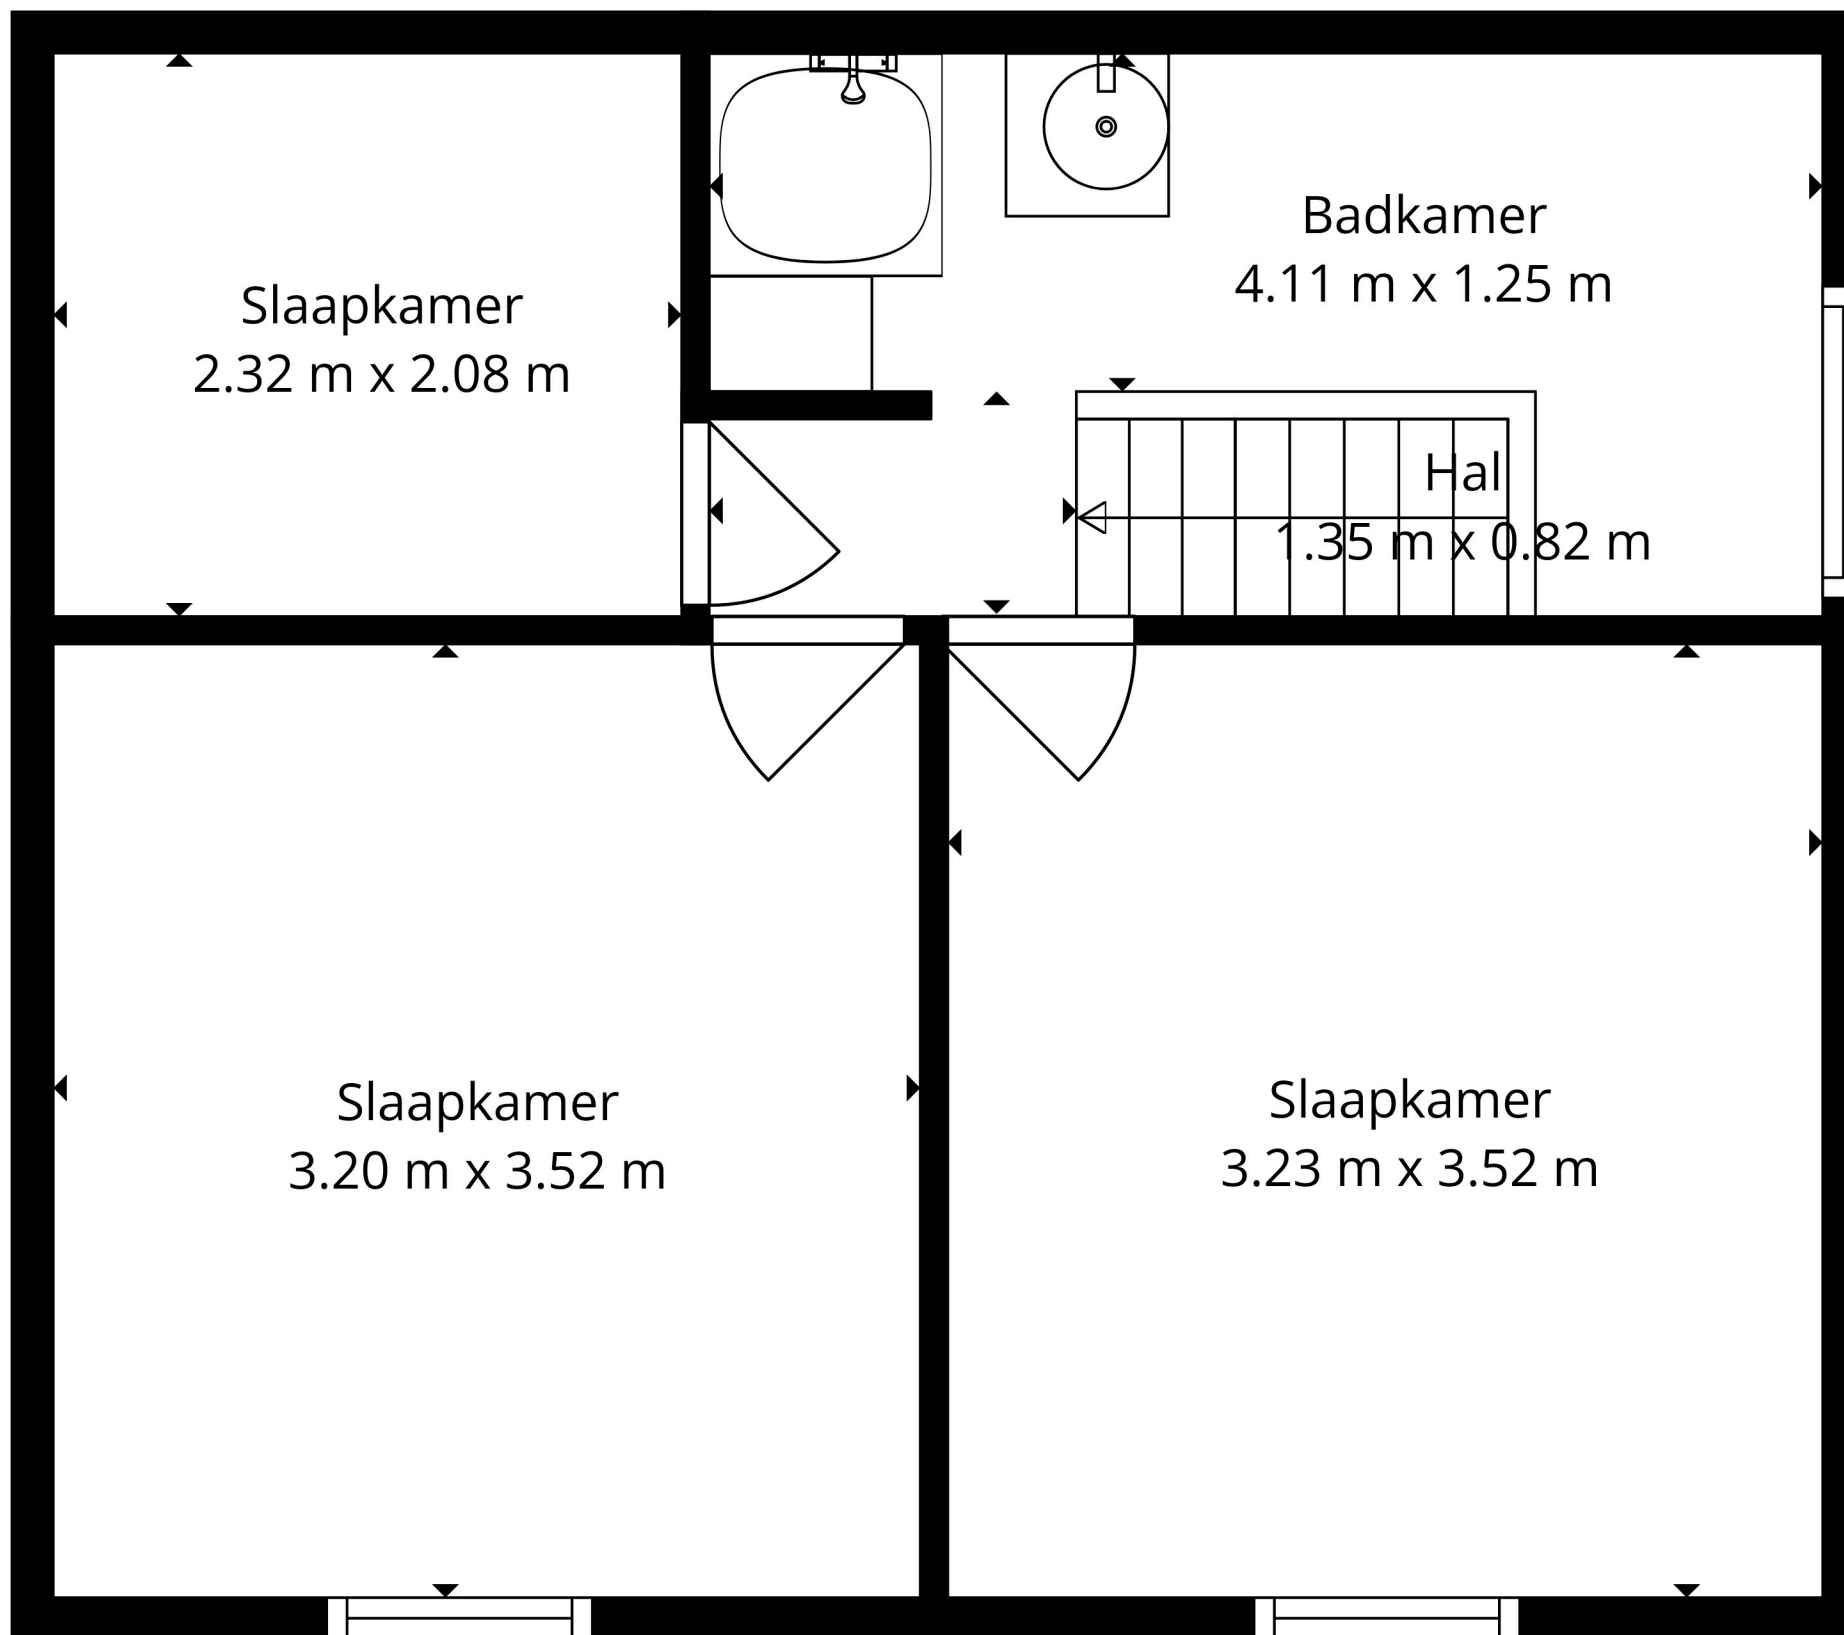 Badkamer
4.11 m x 1.25 m
Slaapkamer
2.32 m x 2.08 m
Hal
1.35 m x 0.82 m
Slaapkamer
3.20 m x 3.52 m
Slaapkamer
3.23 m x 3.52 m